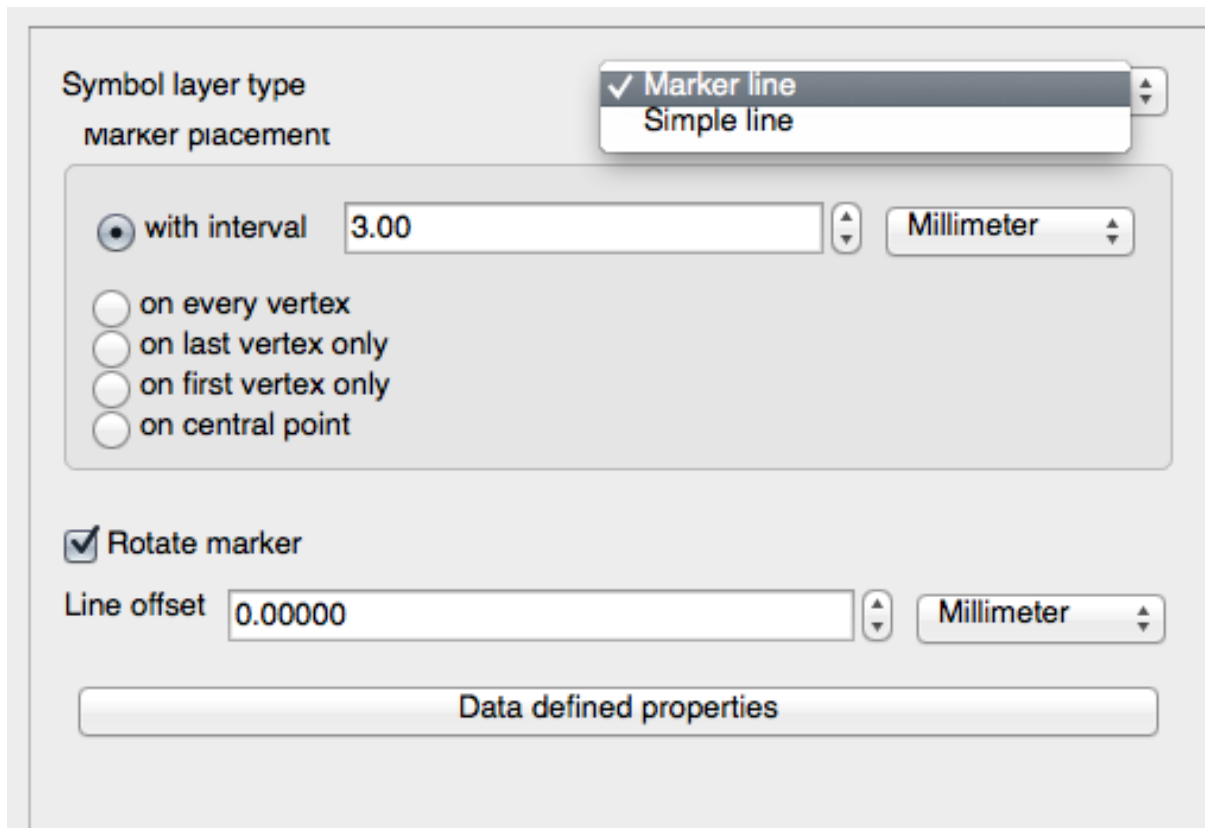 Symbol layer type
Marker line
Simple line
Marker placement
with interval 3.00 Millimeter
on every vertex
on last vertex only
on first vertex only
on central point
Rotate marker
Line offset 0.00000 Millimeter
Data defined properties